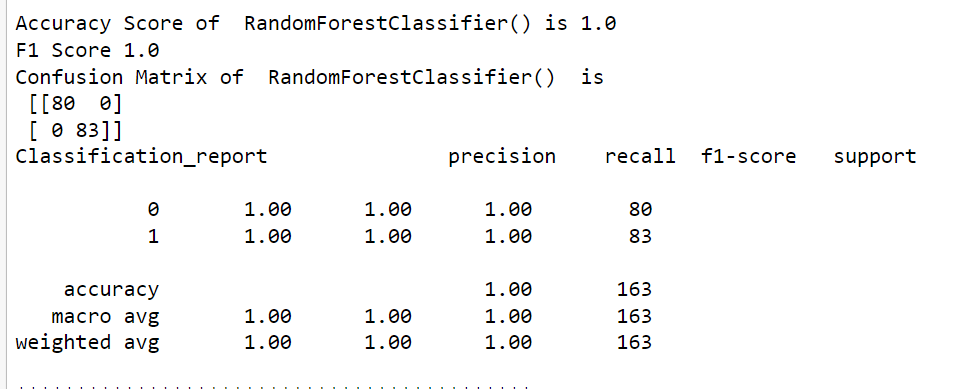 Accuracy Score of  RandomForestClassifier() is 1.0
F1 Score 1.0
Confusion Matrix of  RandomForestClassifier()  is
[[80  0]
[ 0 83]]
Classification_report               precision    recall  f1-score   support
0       1.00      1.00      1.00        80
1       1.00      1.00      1.00        83
accuracy                           1.00       163
macro avg       1.00      1.00      1.00       163
weighted avg       1.00      1.00      1.00       163